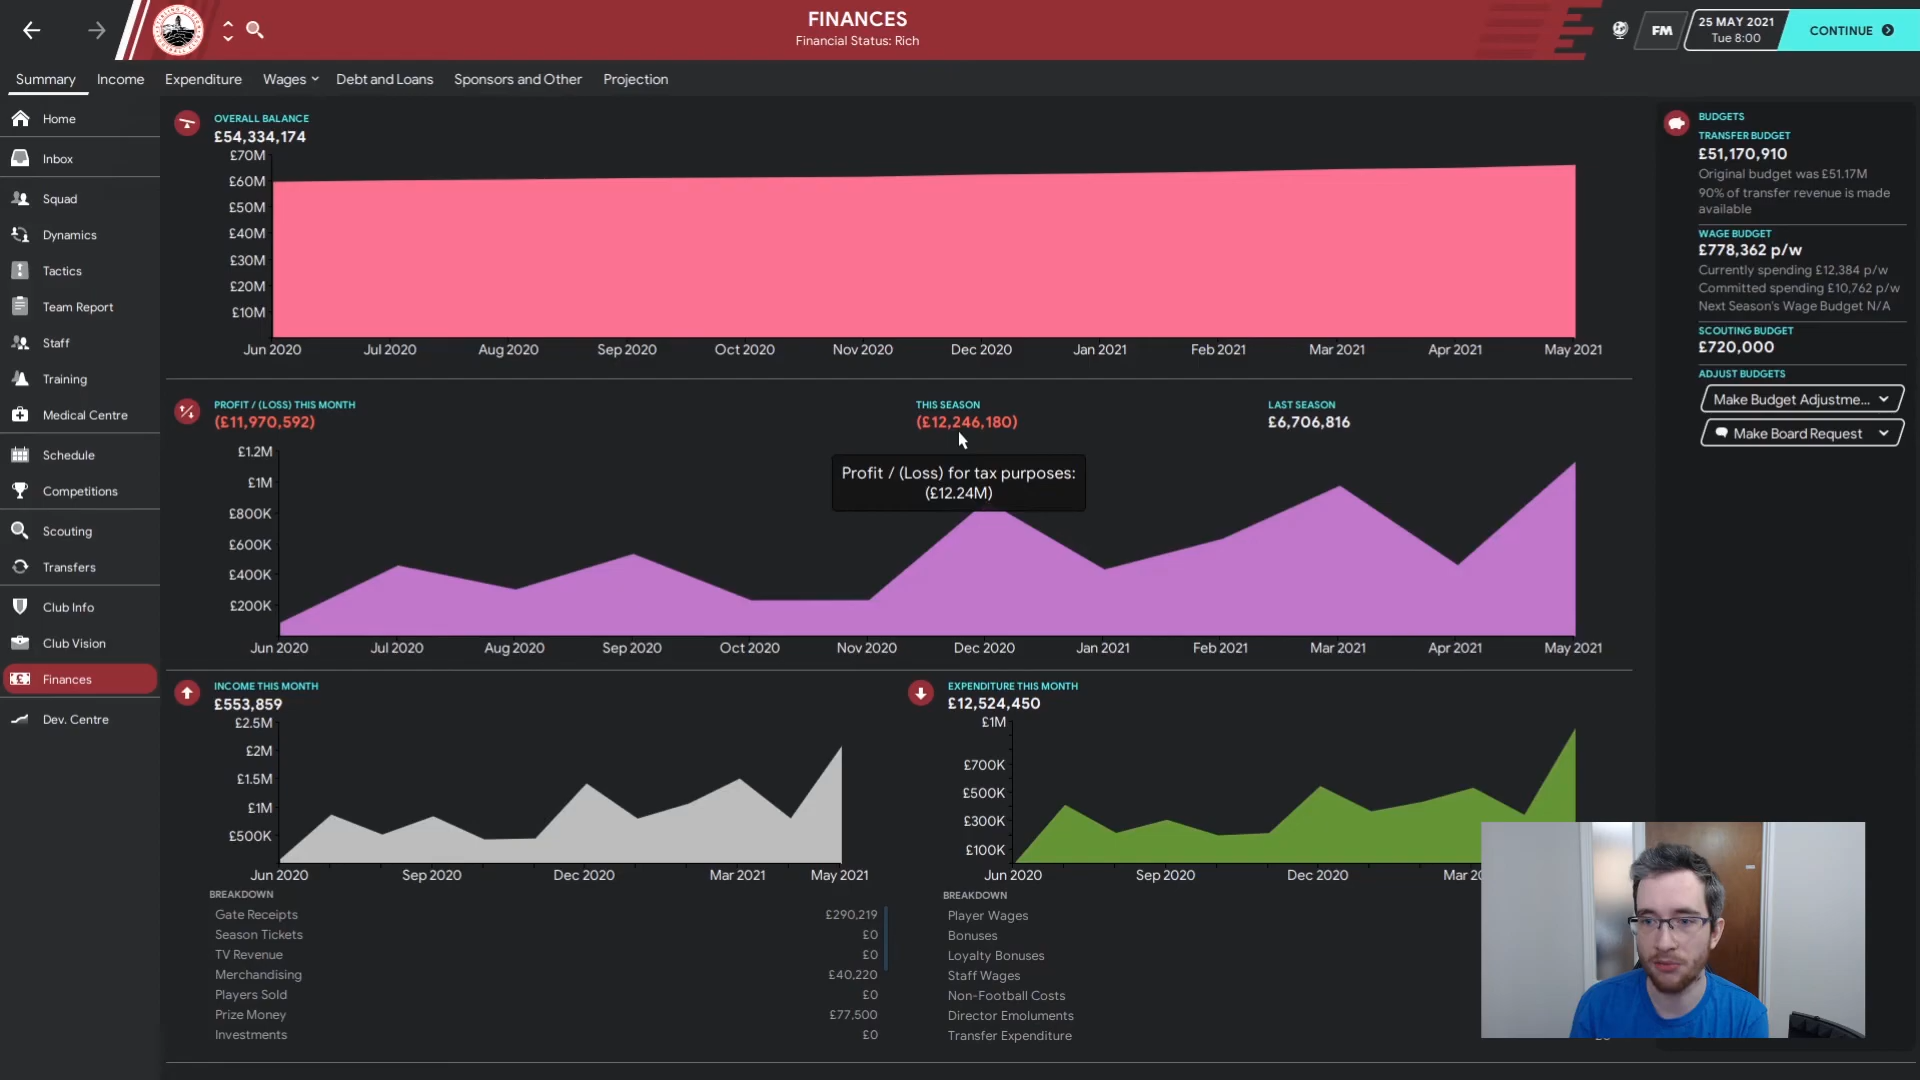 FINANCES
Financial Status: Rich
FM
25 MAY 2021
Tue 8:00
CONTINUE
Summary
Income
Expenditure
Wages
Debt and Loans
Sponsors and Other
Projection
Home
Inbox
Squad
Dynamics
Tactics
Team Report
Staff
Training
Medical Centre
Schedule
Competitions
Scouting
Transfers
Club Info
Club Vision
Finances
Dev. Centre
OVERALL BALANCE
£54,334,174
£70M
£60M
£50M
£40M
£30M
£20M
£10M
Jun 2020
Jul 2020
Aug 2020
Sep 2020
Oct 2020
Nov 2020
Dec 2020
Jan 2021
Feb 2021
Mar 2021
Apr 2021
May 2021
PROFIT / (LOSS) THIS MONTH
(£11,970,592)
THIS SEASON
(£12,246,180)
LAST SEASON
£6,706,816
Profit / (Loss) for tax purposes:
(£12.24M)
£1.2M
£1M
£800K
£600K
£400K
£200K
Jun 2020
Jul 2020
Aug 2020
Sep 2020
Oct 2020
Nov 2020
Dec 2020
Jan 2021
Feb 2021
Mar 2021
Apr 2021
May 2021
INCOME THIS MONTH
£553,859
£2.5M
£2M
£1.5M
£1M
£500K
Jun 2020
Sep 2020
Dec 2020
Mar 2021
May 2021
BREAKDOWN
Gate Receipts £290,219
Season Tickets £0
TV Revenue £0
Merchandising £40,220
Players Sold £0
Prize Money £77,500
Investments £0
EXPENDITURE THIS MONTH
£12,524,450
£1M
£700K
£500K
£300K
£100K
Jun 2020
Sep 2020
Dec 2020
Mar 20
BREAKDOWN
Player Wages
Bonuses
Loyalty Bonuses
Staff Wages
Non-Football Costs
Director Emoluments
Transfer Expenditure
BUDGETS
TRANSFER BUDGET
£51,170,910
Original budget was £51.17M
90% of transfer revenue is made
available
WAGE BUDGET
£778,362 p/w
Currently spending £12,384 p/w
Committed spending £10,762 p/w
Next Season's Wage Budget N/A
SCOUTING BUDGET
£720,000
ADJUST BUDGETS
Make Budget Adjustme...
Make Board Request